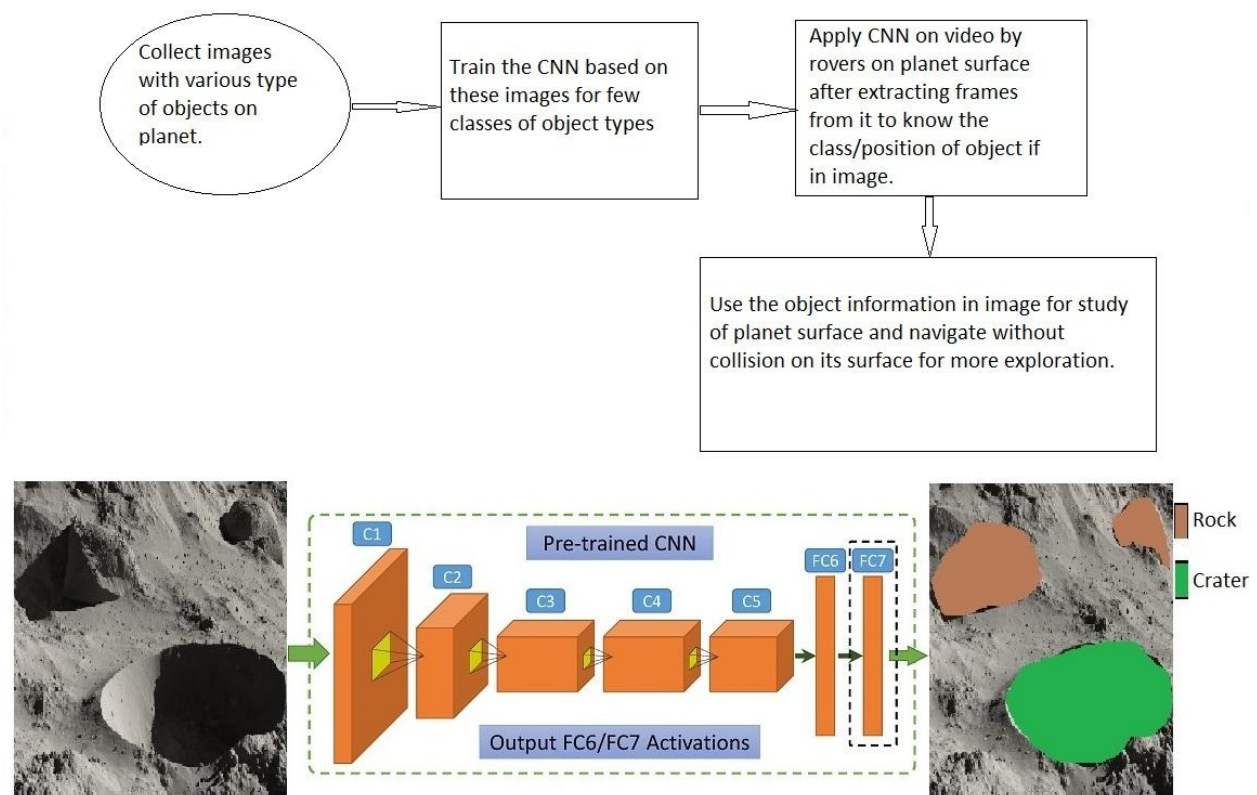 Collect images
with various type
of objects on
planet.
Train the CNN based on
these images for few
classes of object types
Apply CNN on video by
rovers on planet surface
after extracting frames
from it to know the
class/position of object if
in image.
Use the object information in image for study
of planet surface and navigate without
collision on its surface for more exploration.
C1
Pre-trained CNN
C2
C3
C4
C5
FC6
FC7
Output FC6/FC7 Activations
Rock
Crater